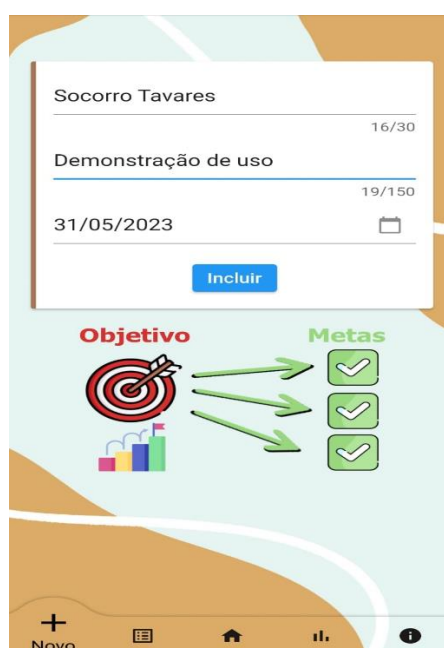 Socorro Tavares
16/30
Demonstração de uso
19/150
31/05/2023
Incluir
Objetivo
Metas
Novo